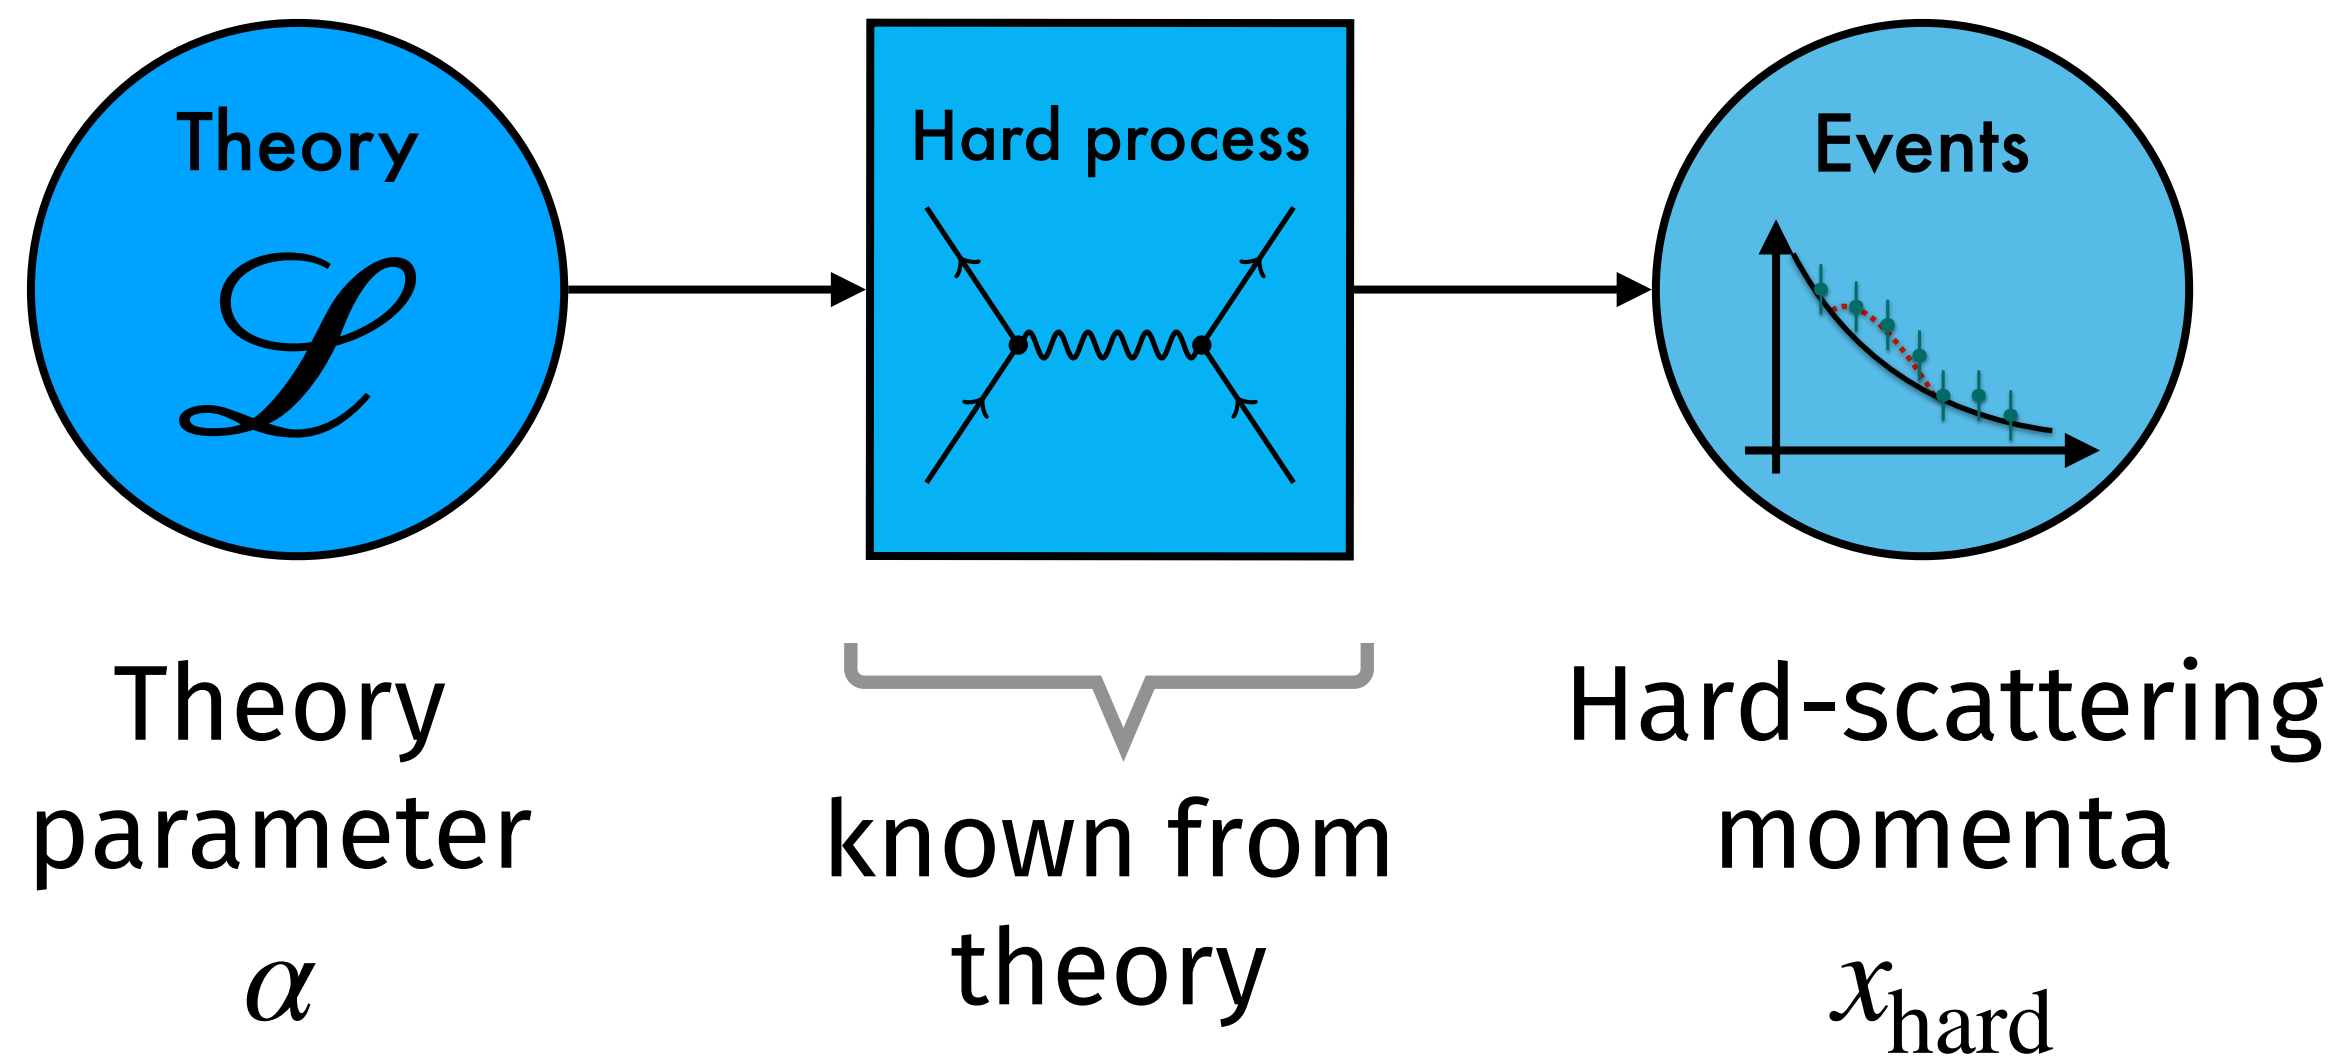 Theory
ℒ
Hard process
Events
Theory
parameter
α
known from
theory
Hard-scattering
momenta
x_hard